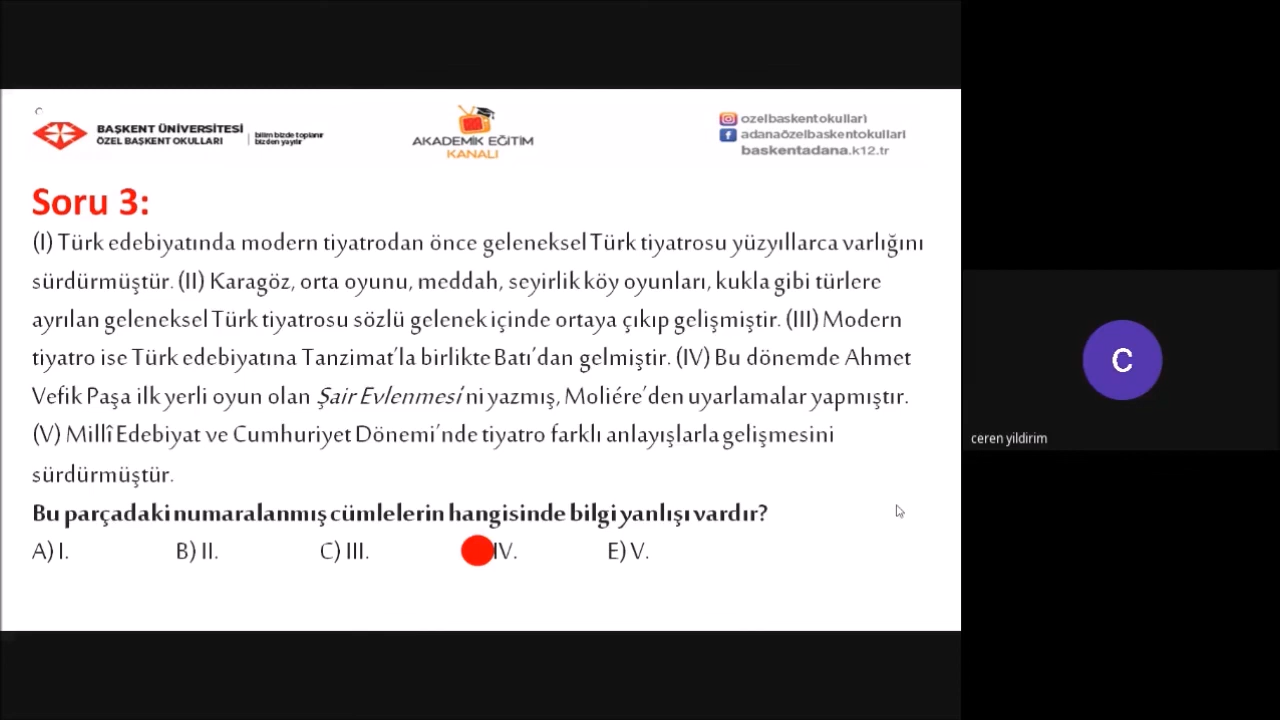 BAŞKENT ÜNİVERSİTESİ
ÖZEL BAŞKENT OKULLARI
bilim bizde toplanır
bizden yayılır
AKADEMİK EĞİTİM
KANALI
ozelbaskentokullari
adanaözelbaskentokullari
baskentadana.k12.tr
Soru 3:
(I) Türk edebiyatında modern tiyatrodan önce geleneksel Türk tiyatrosu yüzyıllarca varlığını
sürdürmüştür. (II) Karagöz, orta oyunu, meddah, seyirlik köy oyunları, kukla gibi türlere
ayrılan geleneksel Türk tiyatrosu sözlü gelenek içinde ortaya çıkıp gelişmiştir. (III) Modern
tiyatro ise Türk edebiyatına Tanzimat’la birlikte Batı’dan gelmiştir. (IV) Bu dönemde Ahmet
Vefik Paşa ilk yerli oyun olan Şair Evlenmesi’ni yazmış, Moliére’den uyarlamalar yapmıştır.
(V) Millî Edebiyat ve Cumhuriyet Dönemi’nde tiyatro farklı anlayışlarla gelişmesini
sürdürmüştür.
Bu parçadaki numaralanmış cümlelerin hangisinde bilgi yanlışı vardır?
A) I. B) II. C) III. IV. E) V.
C
ceren yildirim